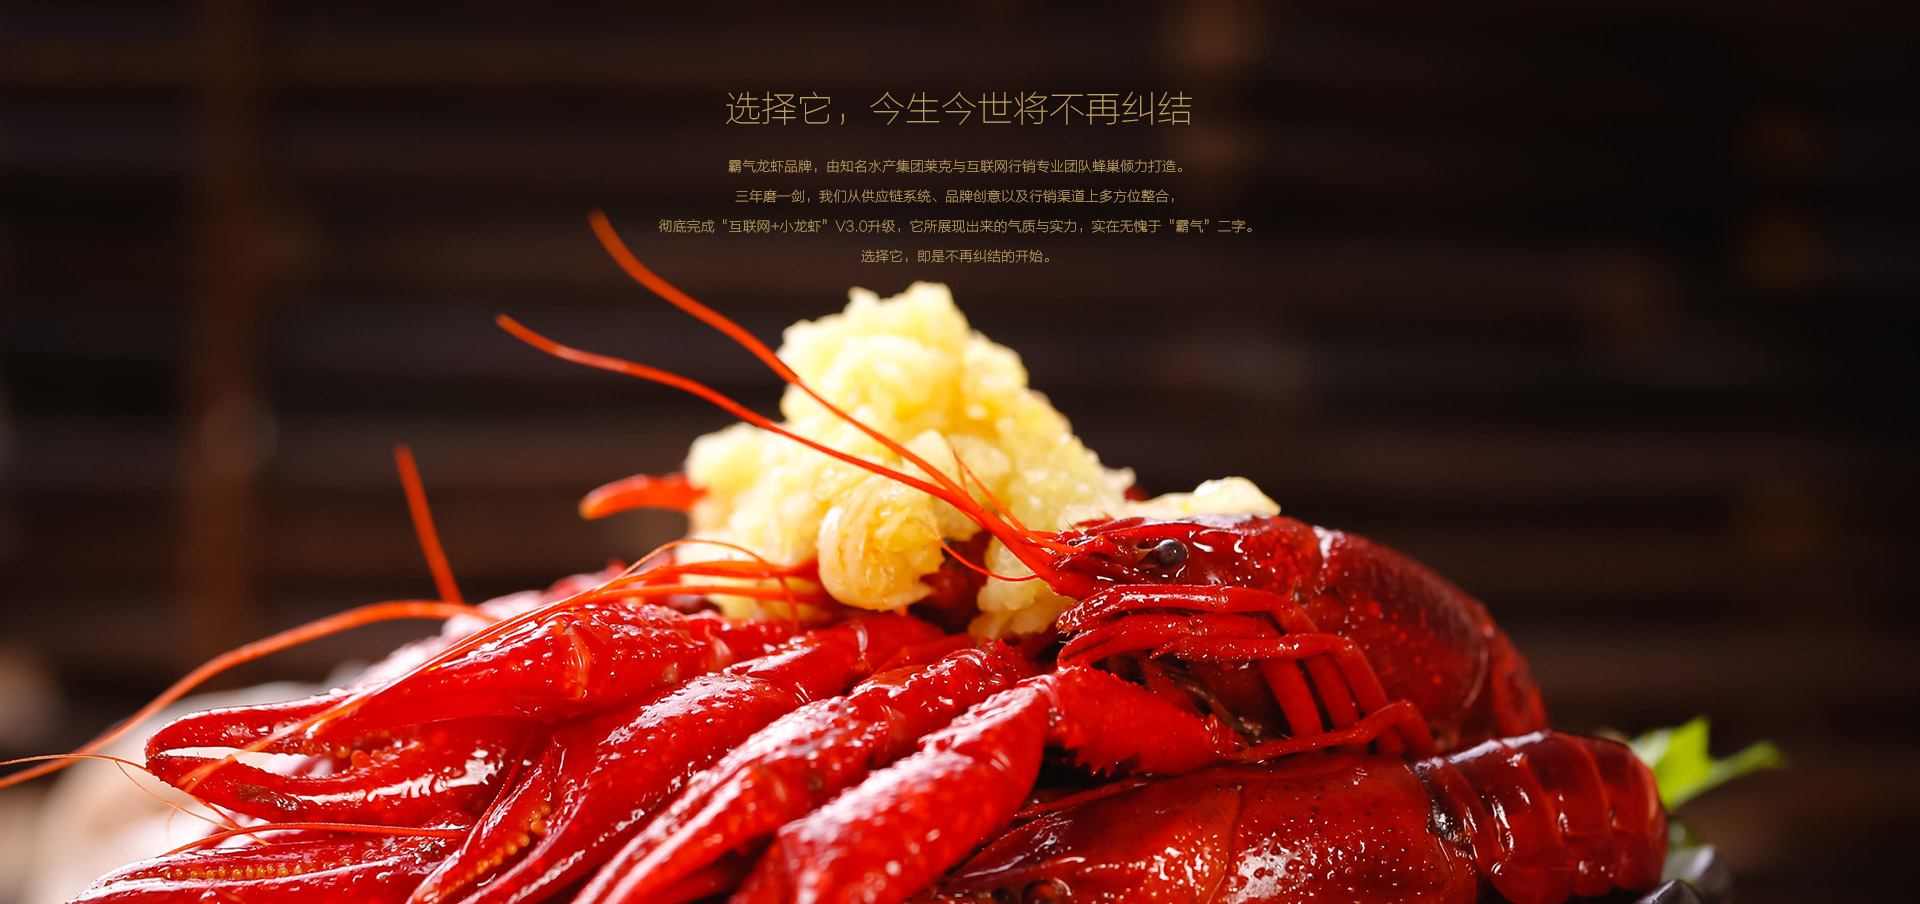 选择它，今生今世将不再纠结
霸气龙虾品牌，由知名水产集团莱克与互联网行销专业团队蜂巢倾力打造。
三年磨一剑，我们从供应链系统、品牌创意以及行销渠道上多方位整合，
彻底完成“互联网+小龙虾”V3.0升级，它所展现出来的气质与实力，实在无愧于“霸气”二字。
选择它，即是不再纠结的开始。